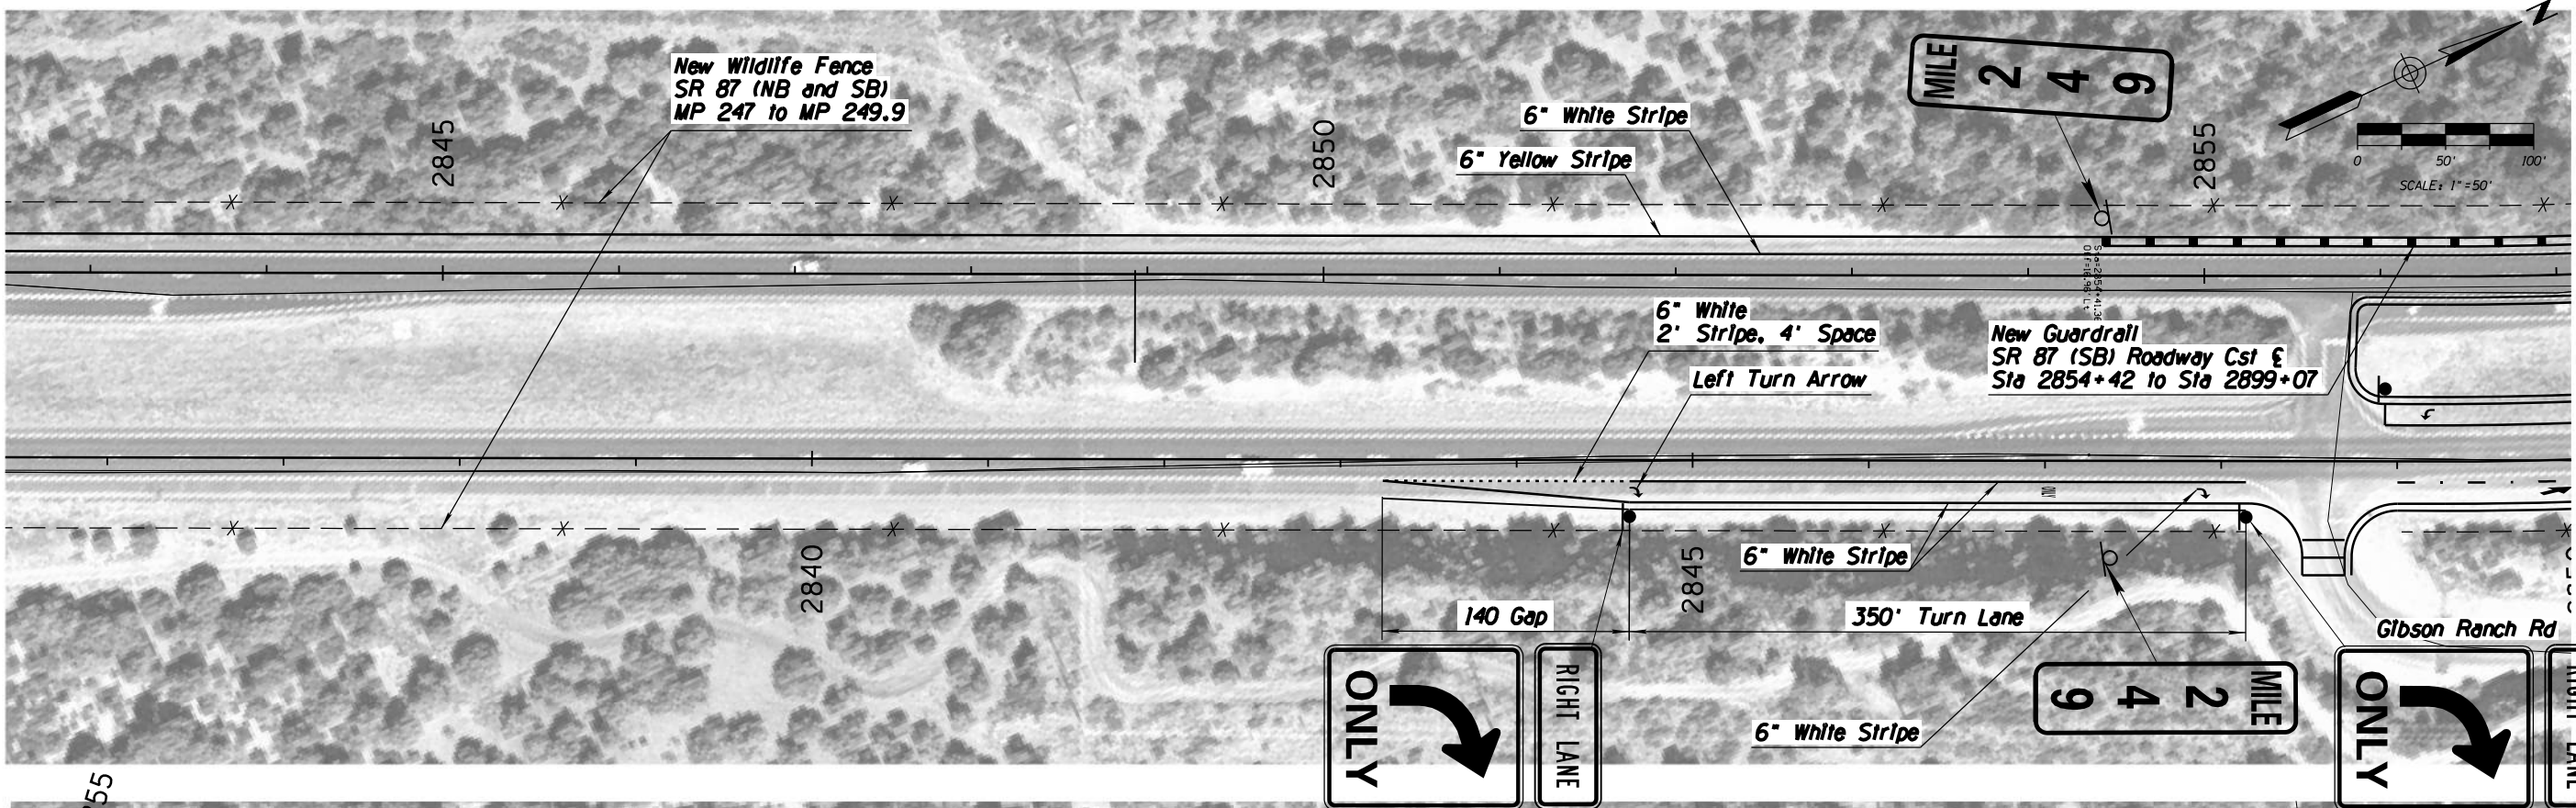 New Wildlife Fence
SR 87 (NB and SB)
MP 247 to MP 249.9
2845
2850
2855
6" White Stripe
6" Yellow Stripe
MILE
2
4
9
N
0 50' 100'
SCALE: 1"=50'
6" White
2' Stripe, 4' Space
Left Turn Arrow
New Guardrail
SR 87 (SB) Roadway Cst ℄
Sta 2854+42 to Sta 2899+07
ONLY
2840
2845
6" White Stripe
140 Gap
350' Turn Lane
Gibson Ranch Rd
ONLY
RIGHT LANE
6" White Stripe
MILE
2
4
9
ONLY